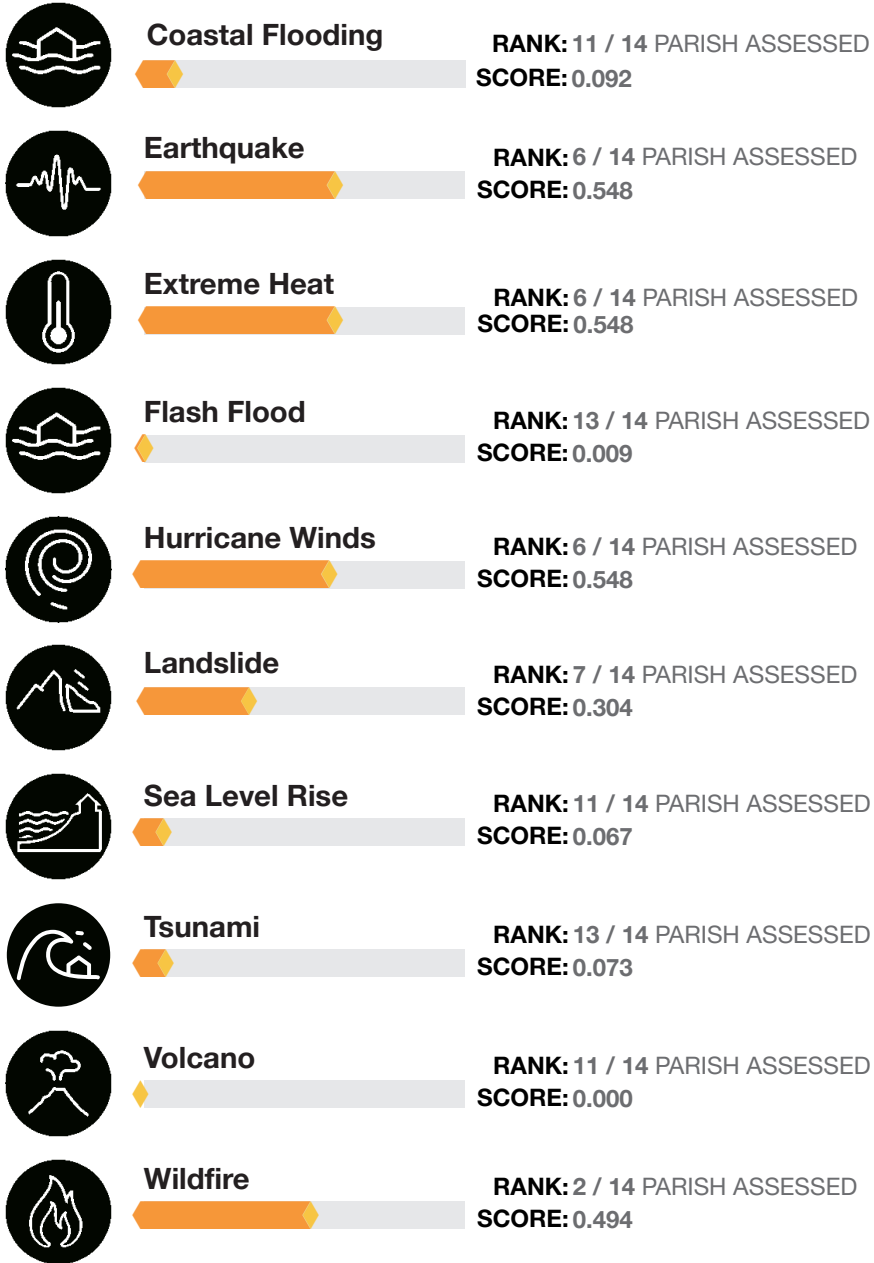 Coastal Flooding
RANK: 11 / 14 PARISH ASSESSED
SCORE: 0.092
Earthquake
RANK: 6 / 14 PARISH ASSESSED
SCORE: 0.548
Extreme Heat
RANK: 6 / 14 PARISH ASSESSED
SCORE: 0.548
Flash Flood
RANK: 13 / 14 PARISH ASSESSED
SCORE: 0.009
Hurricane Winds
RANK: 6 / 14 PARISH ASSESSED
SCORE: 0.548
Landslide
RANK: 7 / 14 PARISH ASSESSED
SCORE: 0.304
Sea Level Rise
RANK: 11 / 14 PARISH ASSESSED
SCORE: 0.067
Tsunami
RANK: 13 / 14 PARISH ASSESSED
SCORE: 0.073
Volcano
RANK: 11 / 14 PARISH ASSESSED
SCORE: 0.000
Wildfire
RANK: 2 / 14 PARISH ASSESSED
SCORE: 0.494